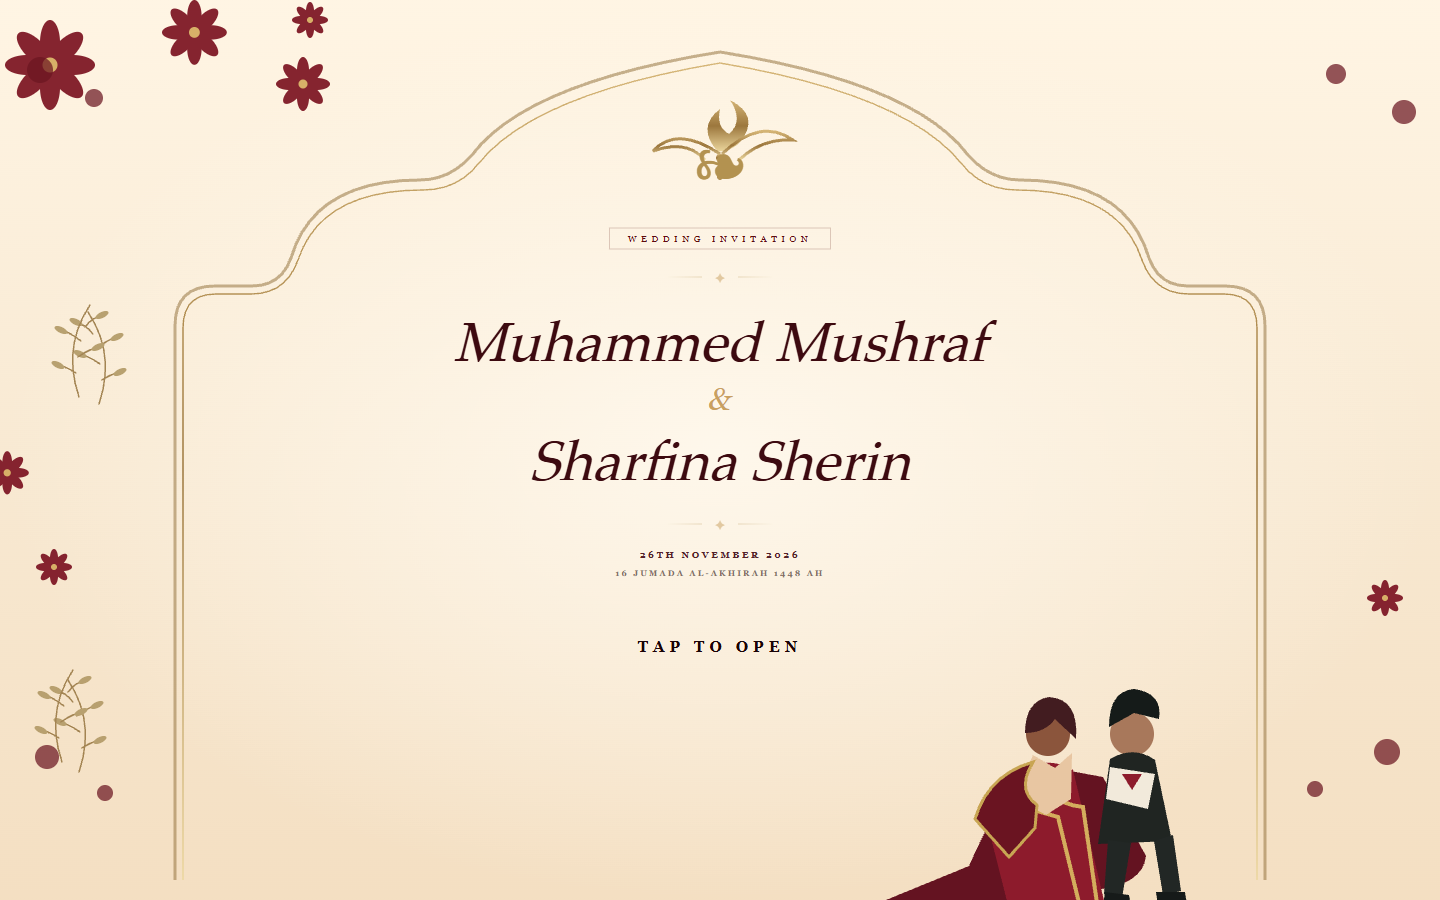 WEDDING INVITATION
Muhammed Mushraf
&
Sharfina Sherin
26TH NOVEMBER 2026
16 JUMADA AL-AKHIRAH 1448 AH
TAP TO OPEN